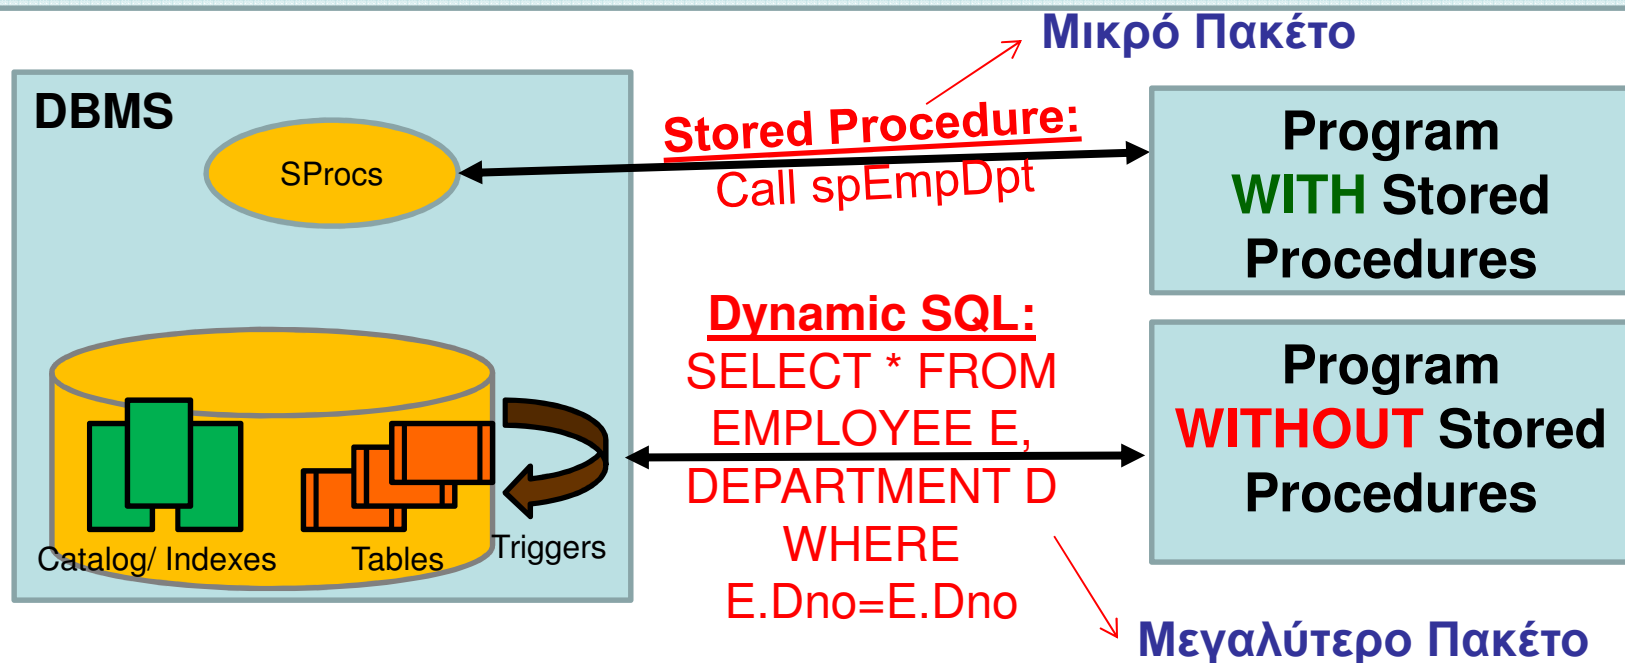 Μικρό Πακέτο
DBMS
SProcs
Stored Procedure:
Call spEmpDpt
Program
WITH Stored
Procedures
Dynamic SQL:
SELECT * FROM
EMPLOYEE E,
DEPARTMENT D
WHERE
E.Dno=E.Dno
Program
WITHOUT Stored
Procedures
Catalog/ Indexes
Tables
Triggers
Μεγαλύτερο Πακέτο